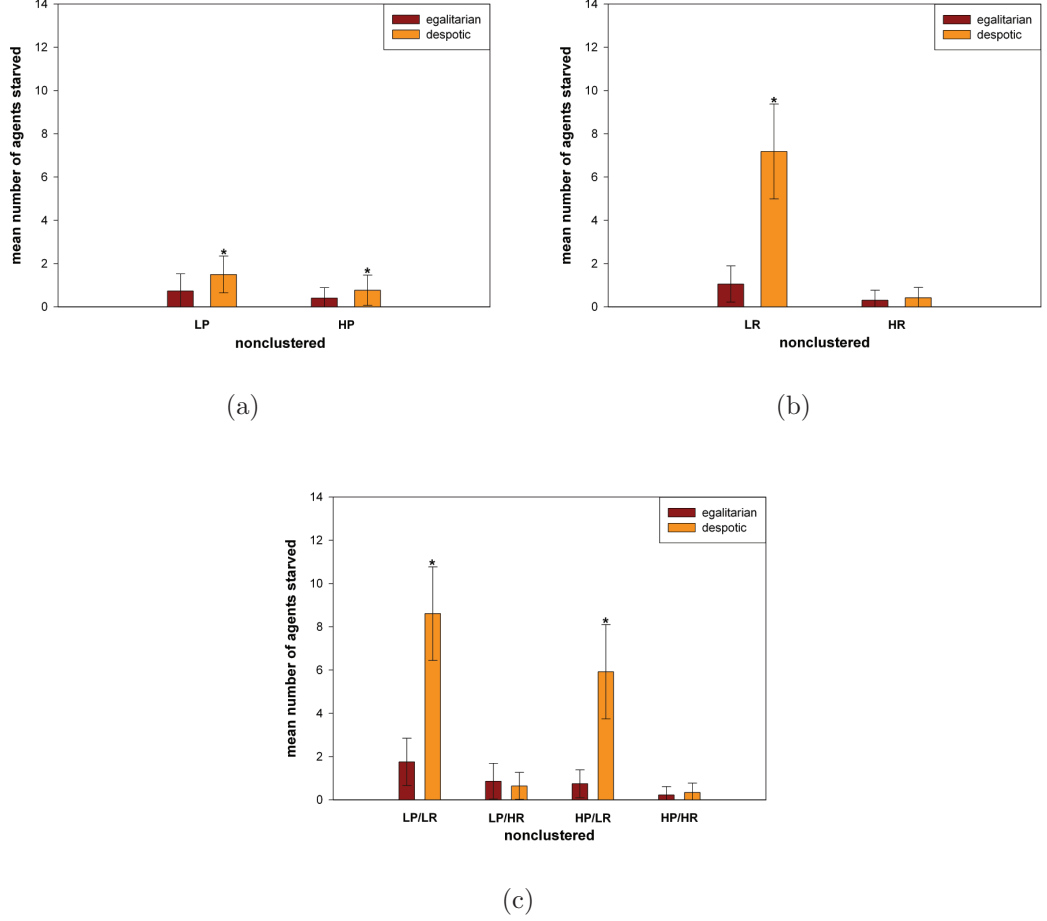 14
12
10
8
6
4
2
0
mean number of agents starved
egalitarian
despotic
*
*
LP HP
nonclustered
(a)
14
12
10
8
6
4
2
0
mean number of agents starved
egalitarian
despotic
*
LR HR
nonclustered
(b)
14
12
10
8
6
4
2
0
mean number of agents starved
egalitarian
despotic
*
*
LP/LR LP/HR HP/LR HP/HR
nonclustered
(c)